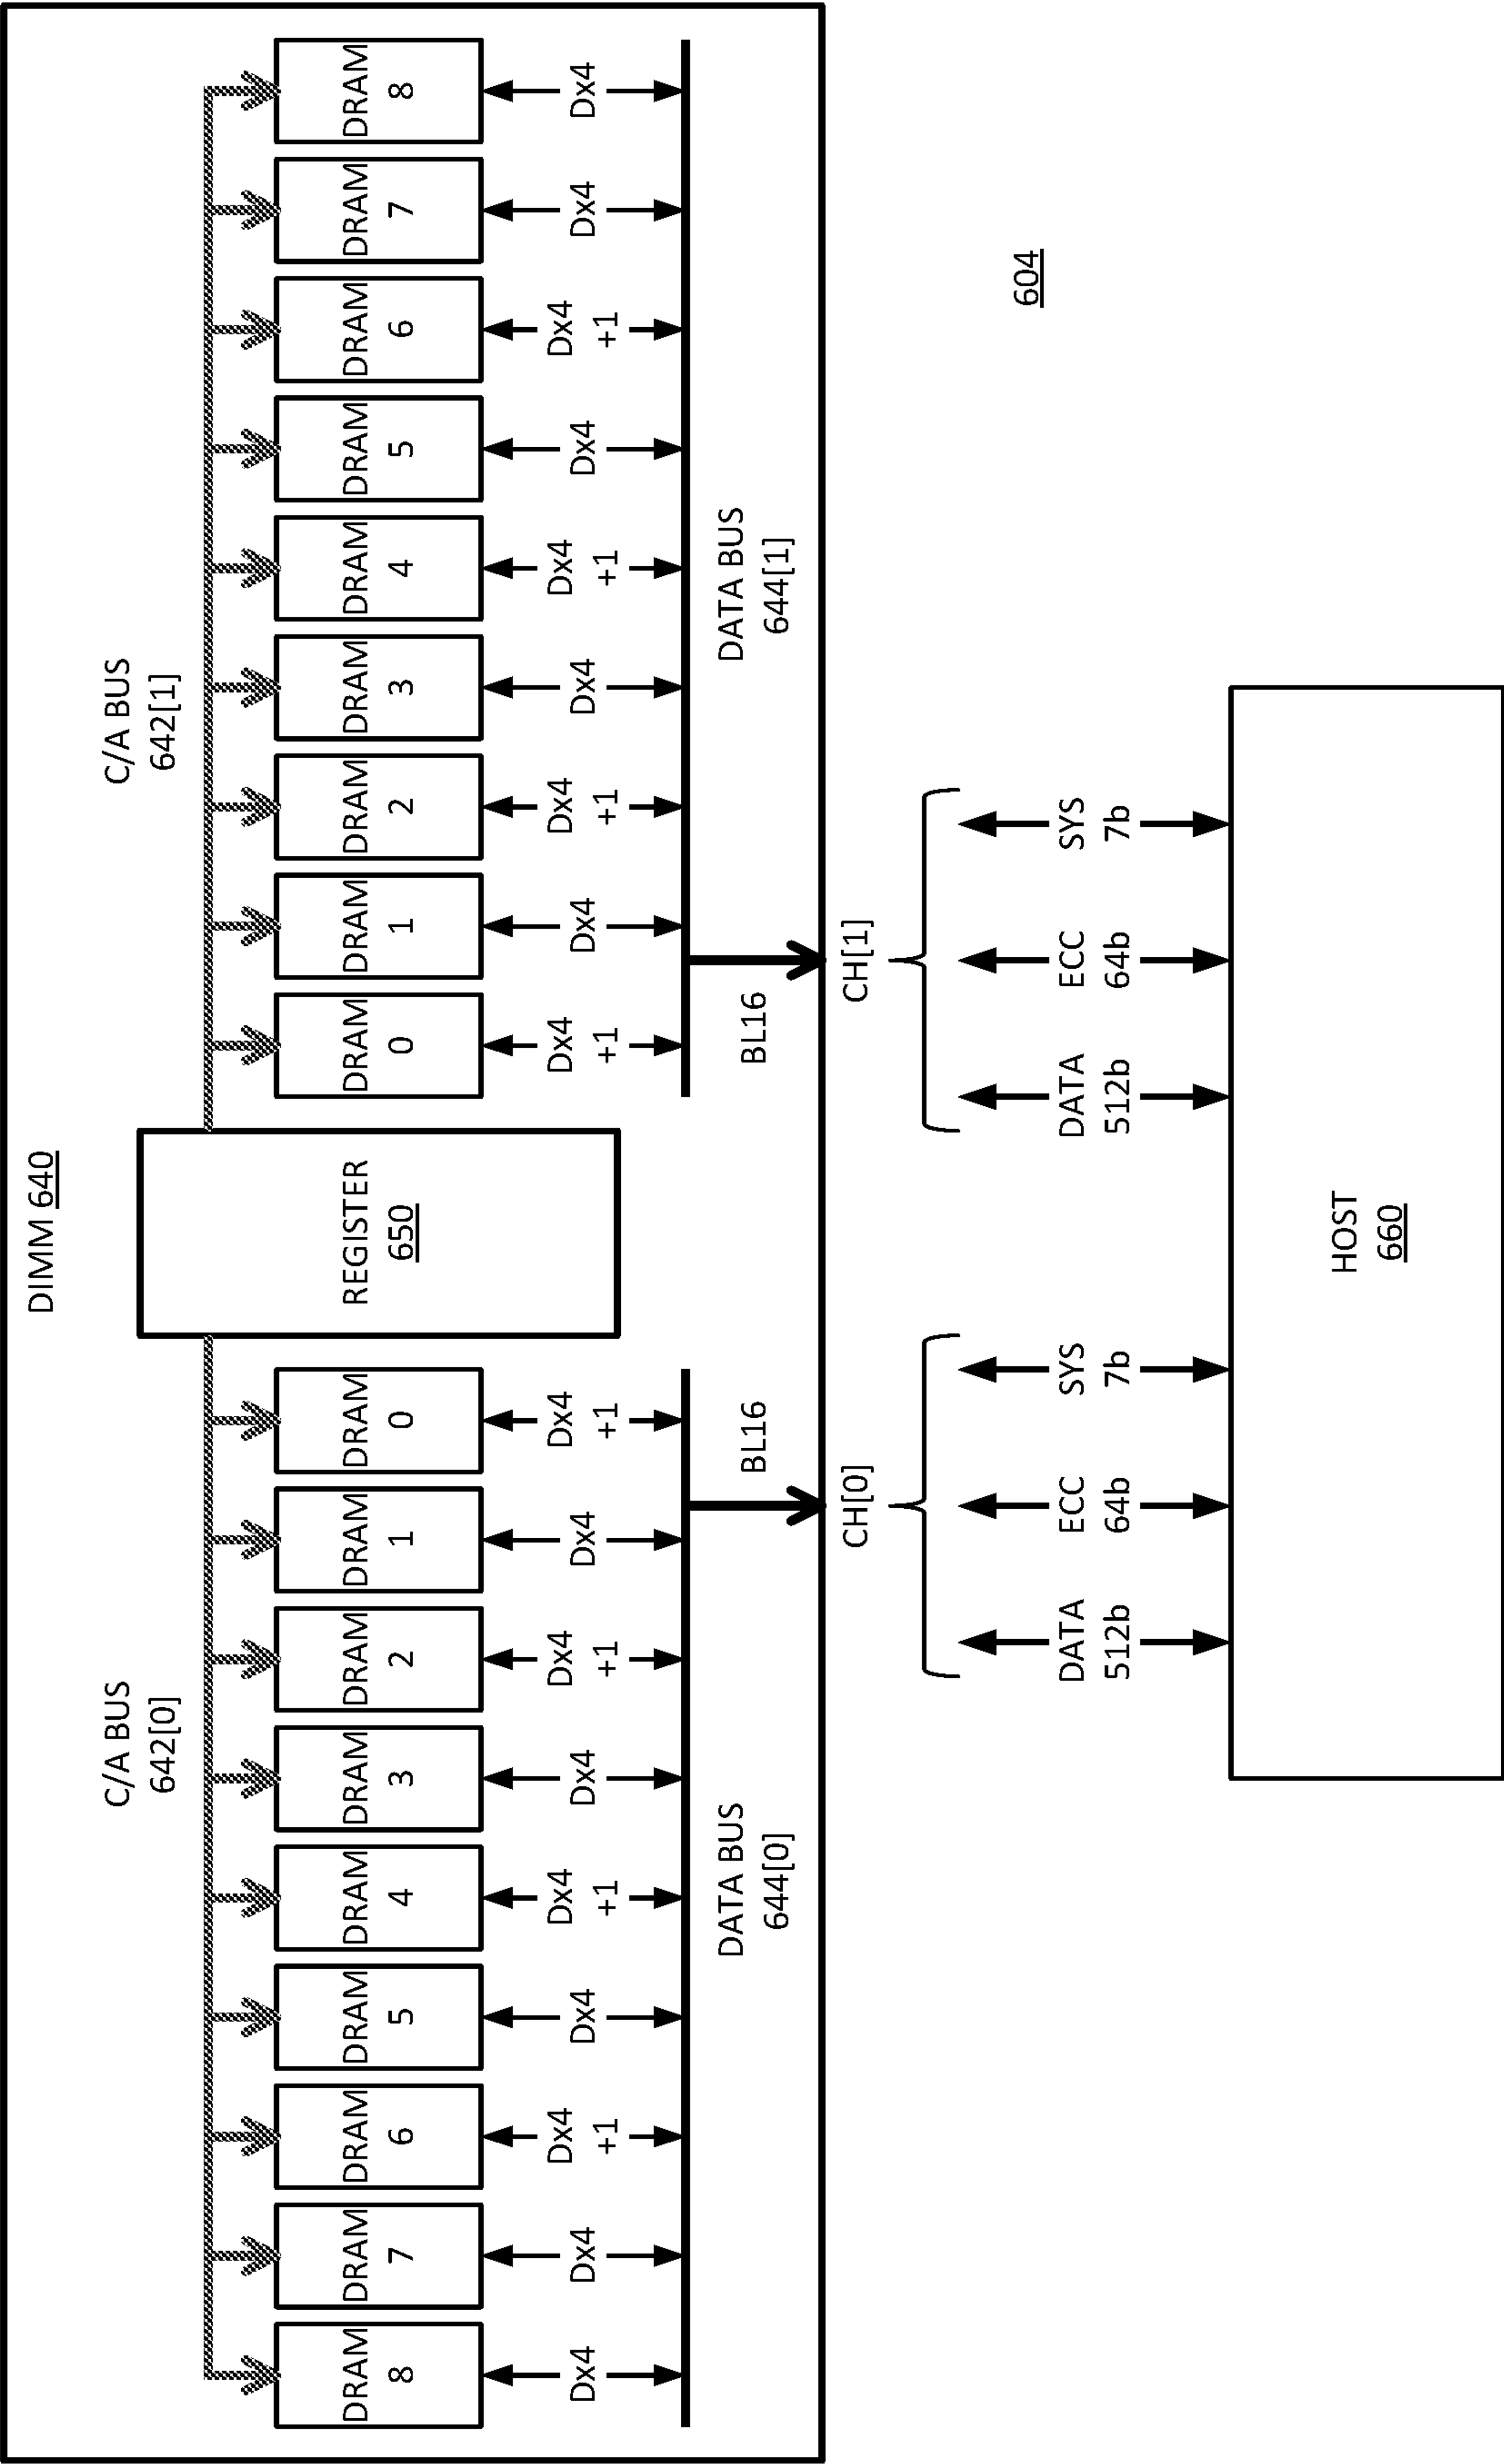 DIMM 640
C/A BUS
642[0]
C/A BUS
642[1]
DRAM
8
DRAM
7
DRAM
6
DRAM
5
DRAM
4
DRAM
3
DRAM
2
DRAM
1
DRAM
0
REGISTER
650
DRAM
0
DRAM
1
DRAM
2
DRAM
3
DRAM
4
DRAM
5
DRAM
6
DRAM
7
DRAM
8
Dx4
Dx4
Dx4
+1
Dx4
Dx4
+1
Dx4
Dx4
+1
Dx4
Dx4
+1
Dx4
+1
Dx4
Dx4
+1
Dx4
Dx4
+1
Dx4
Dx4
+1
Dx4
Dx4
DATA BUS
644[0]
BL16
BL16
DATA BUS
644[1]
CH[0]
CH[1]
DATA
512b
ECC
64b
SYS
7b
DATA
512b
ECC
64b
SYS
7b
604
HOST
660